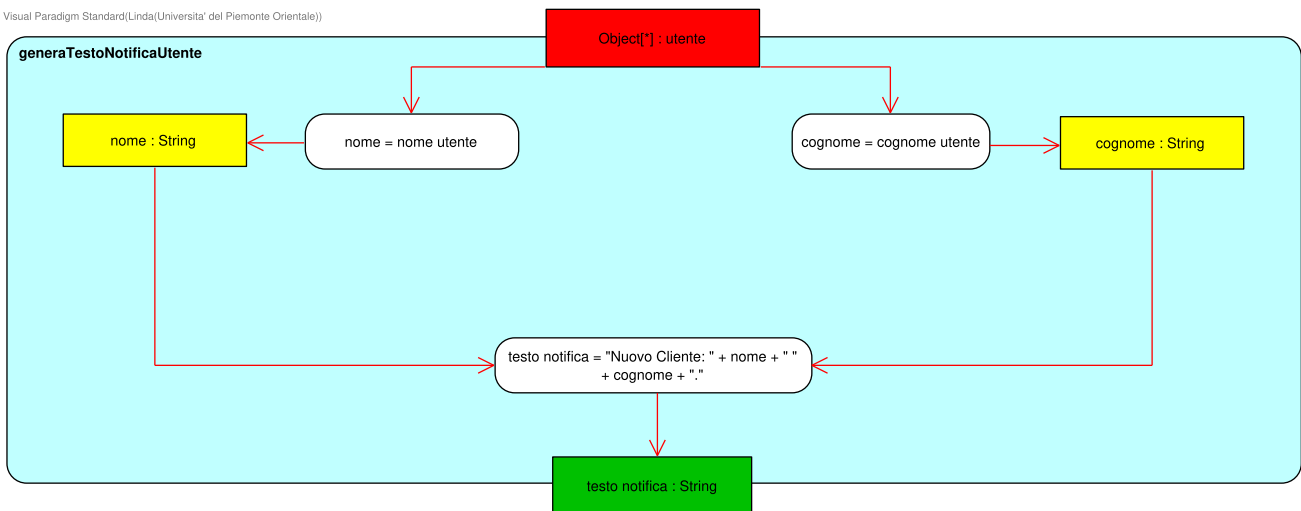 Visual Paradigm Standard(Linda(Universita' del Piemonte Orientale))
Object[*] : utente
generaTestoNotificaUtente
nome : String
nome = nome utente
cognome = cognome utente
cognome : String
testo notifica = "Nuovo Cliente: " + nome + " "
+ cognome + "."
testo notifica : String